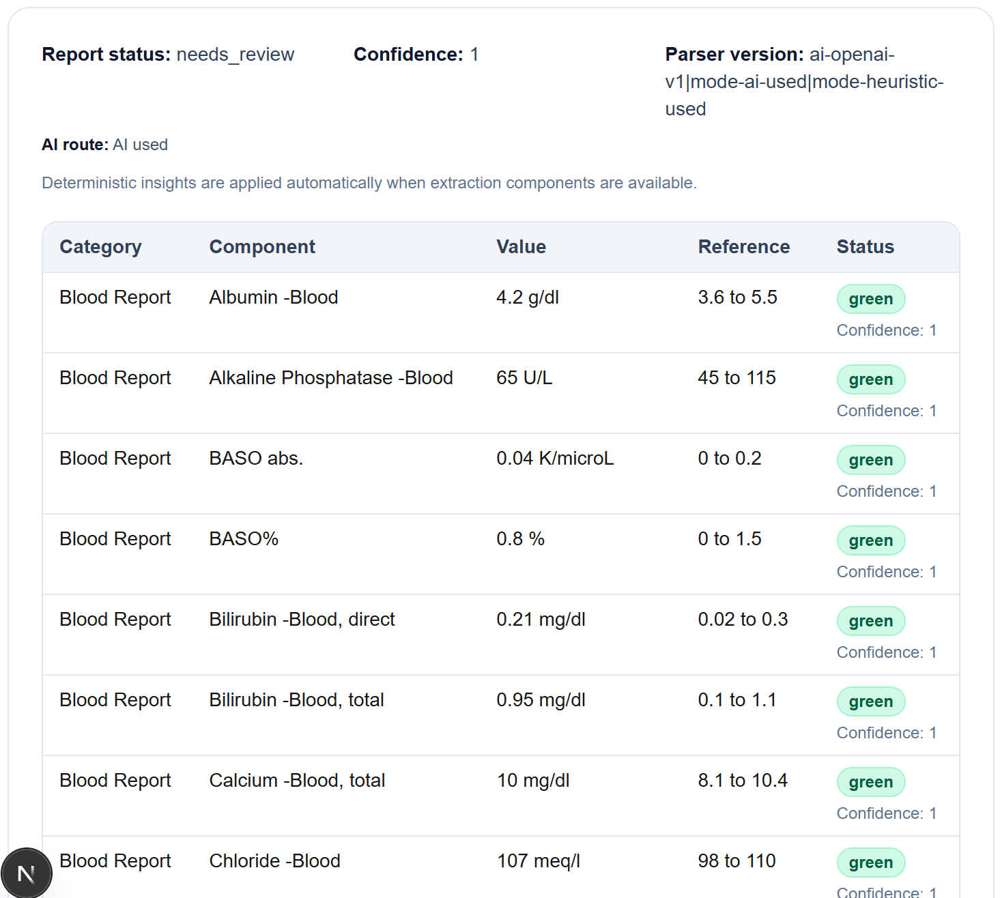 Report status: needs_review Confidence: 1 Parser version: ai-openai-
v1|mode-ai-used|mode-heuristic-
used
AI route: AI used
Deterministic insights are applied automatically when extraction components are available.
Category Component Value Reference Status
Blood Report Albumin -Blood 4.2 g/dl 3.6 to 5.5 green
Confidence: 1
Blood Report Alkaline Phosphatase -Blood 65 U/L 45 to 115 green
Confidence: 1
Blood Report BASO abs. 0.04 K/microL 0 to 0.2 green
Confidence: 1
Blood Report BASO% 0.8 % 0 to 1.5 green
Confidence: 1
Blood Report Bilirubin -Blood, direct 0.21 mg/dl 0.02 to 0.3 green
Confidence: 1
Blood Report Bilirubin -Blood, total 0.95 mg/dl 0.1 to 1.1 green
Confidence: 1
Blood Report Calcium -Blood, total 10 mg/dl 8.1 to 10.4 green
Confidence: 1
Blood Report Chloride -Blood 107 meq/l 98 to 110 green
Confidence: 1
N